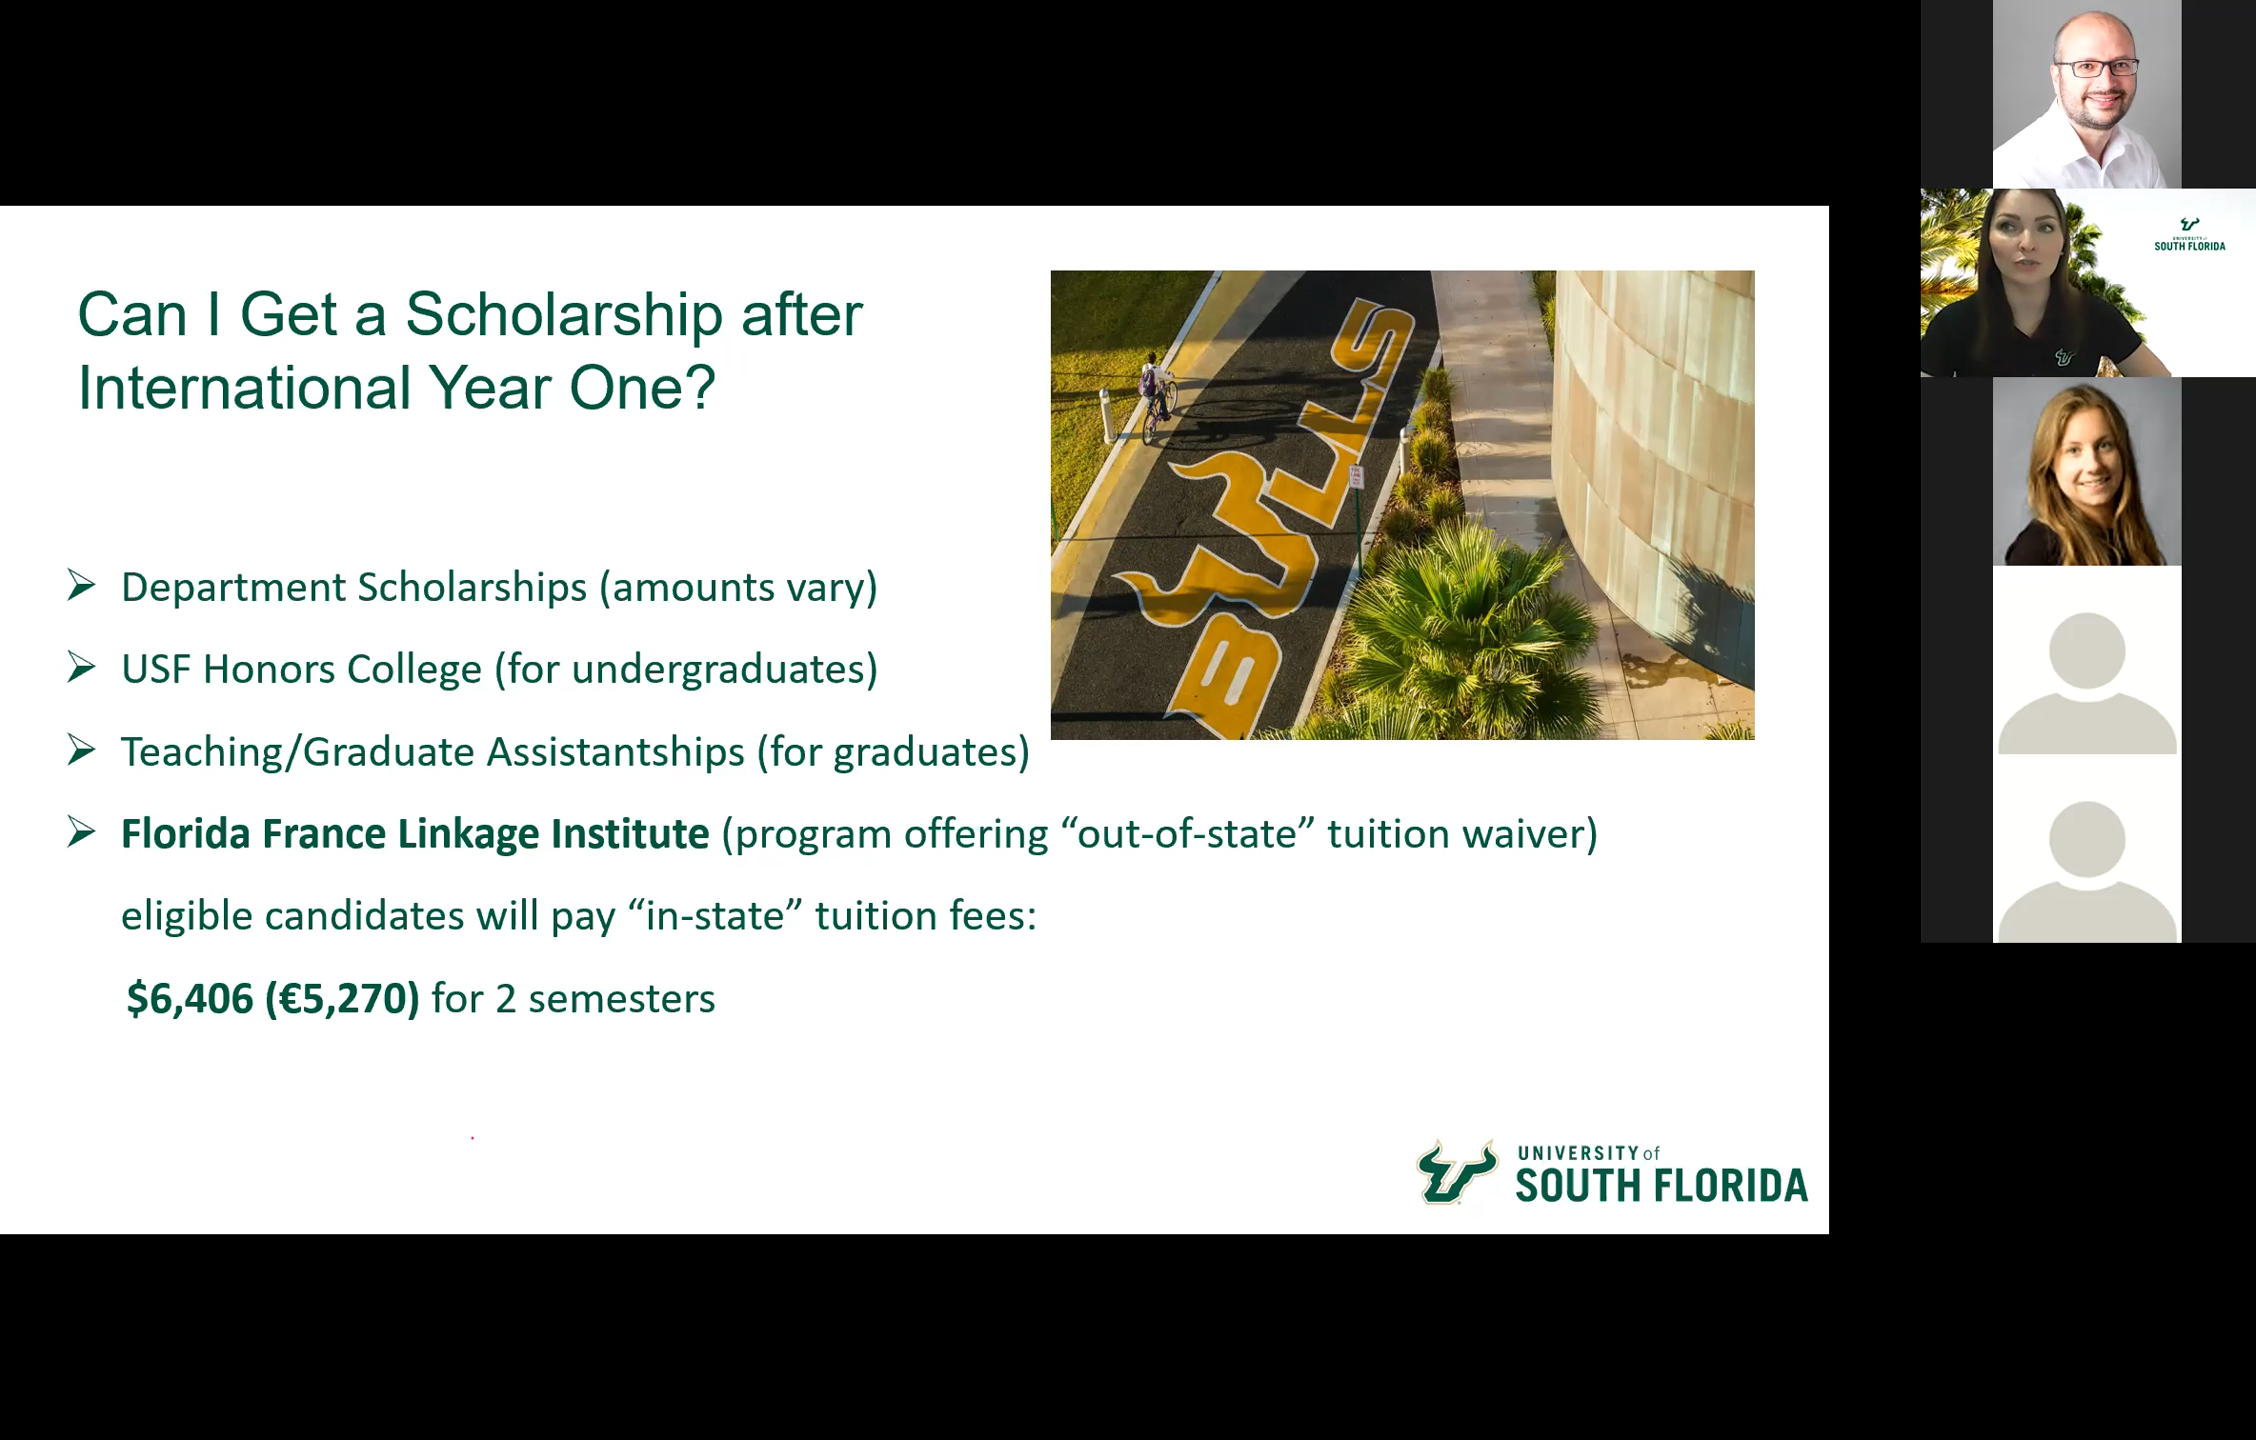 Can I Get a Scholarship after
International Year One?
BULLS
➢ Department Scholarships (amounts vary)
➢ USF Honors College (for undergraduates)
➢ Teaching/Graduate Assistantships (for graduates)
➢ Florida France Linkage Institute (program offering “out-of-state” tuition waiver)
eligible candidates will pay “in-state” tuition fees:
$6,406 (€5,270) for 2 semesters
UNIVERSITY of
SOUTH FLORIDA
UNIVERSITY of
SOUTH FLORIDA